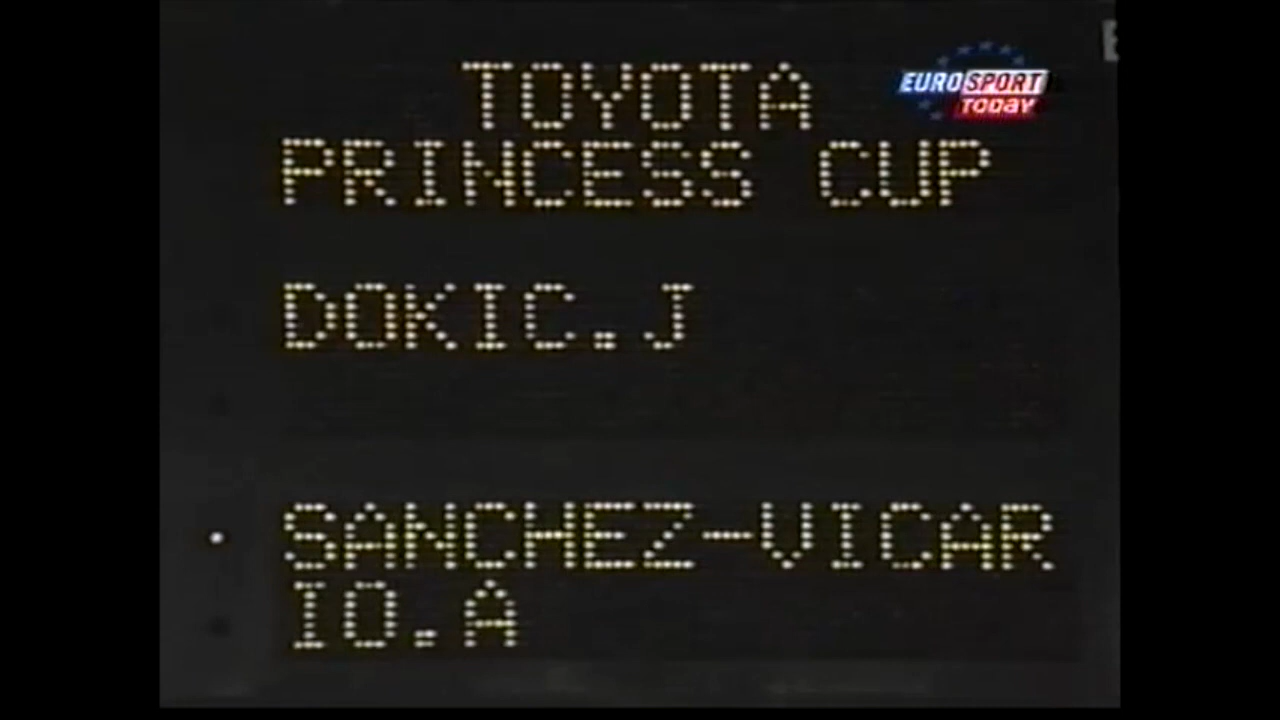 TOYOTA
PRINCESS CUP
DOKIC.J
SANCHEZ-VICAR
IO.A
EUROSPORT
TODAY